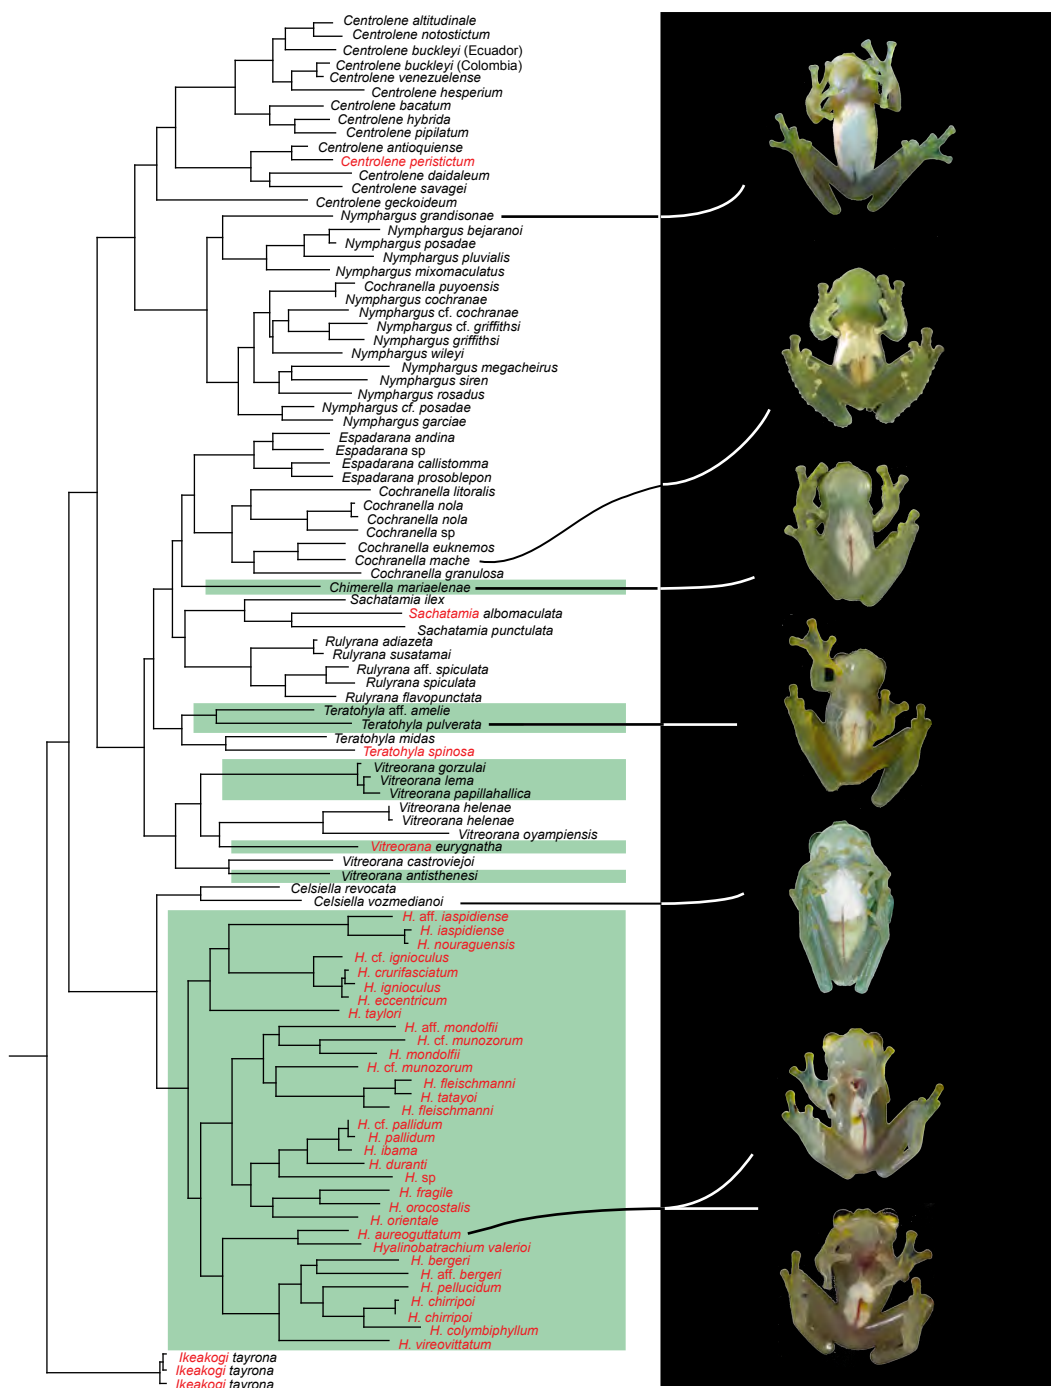 Centrolene altitudinale
Centrolene notostictum
Centrolene buckleyi (Ecuador)
Centrolene buckleyi (Colombia)
Centrolene venezuelense
Centrolene hesperium
Centrolene bacatum
Centrolene hybrida
Centrolene pipilatum
Centrolene antioquiense
Centrolene peristictum
Centrolene daidaleum
Centrolene savagei
Centrolene geckoideum
Nymphargus grandisonae
Nymphargus bejaranoi
Nymphargus posadae
Nymphargus pluvialis
Nymphargus mixomaculatus
Cochranella puyoensis
Nymphargus cochranae
Nymphargus cf. cochranae
Nymphargus cf. griffithsi
Nymphargus griffithsi
Nymphargus wileyi
Nymphargus megacheirus
Nymphargus siren
Nymphargus rosadus
Nymphargus cf. posadae
Nymphargus garciae
Espadarana andina
Espadarana sp
Espadarana callistomma
Espadarana prosoblepon
Cochranella litoralis
Cochranella nola
Cochranella nola
Cochranella sp
Cochranella euknemos
Cochranella mache
Cochranella granulosa
Chimerella mariaelenae
Sachatamia ilex
Sachatamia albomaculata
Sachatamia punctulata
Rulyrana adiazeta
Rulyrana susatamai
Rulyrana aff. spiculata
Rulyrana spiculata
Rulyrana flavopunctata
Teratohyla aff. amelie
Teratohyla pulverata
Teratohyla midas
Teratohyla spinosa
Vitreorana gorzulai
Vitreorana lema
Vitreorana papillahallica
Vitreorana helenae
Vitreorana helenae
Vitreorana oyampiensis
Vitreorana eurygnatha
Vitreorana castroviejoi
Vitreorana antisthenesi
Celsiella revocata
Celsiella vozmedianoi
H. aff. iaspidiense
H. iaspidiense
H. nouraguensis
H. cf. ignioculus
H. crurifasciatum
H. ignioculus
H. eccentricum
H. taylori
H. aff. mondolfii
H. cf. munozorum
H. mondolfii
H. cf. munozorum
H. fleischmanni
H. tatayoi
H. fleischmanni
H. cf. pallidum
H. pallidum
H. ibama
H. duranti
H. sp
H. fragile
H. orocostalis
H. orientale
H. aureoguttatum
Hyalinobatrachium valerioi
H. bergeri
H. aff. bergeri
H. pellucidum
H. chirripoi
H. chirripoi
H. colymbiphyllum
H. vireovittatum
Ikeakogi tayrona
Ikeakogi tayrona
Ikeakogi tayrona